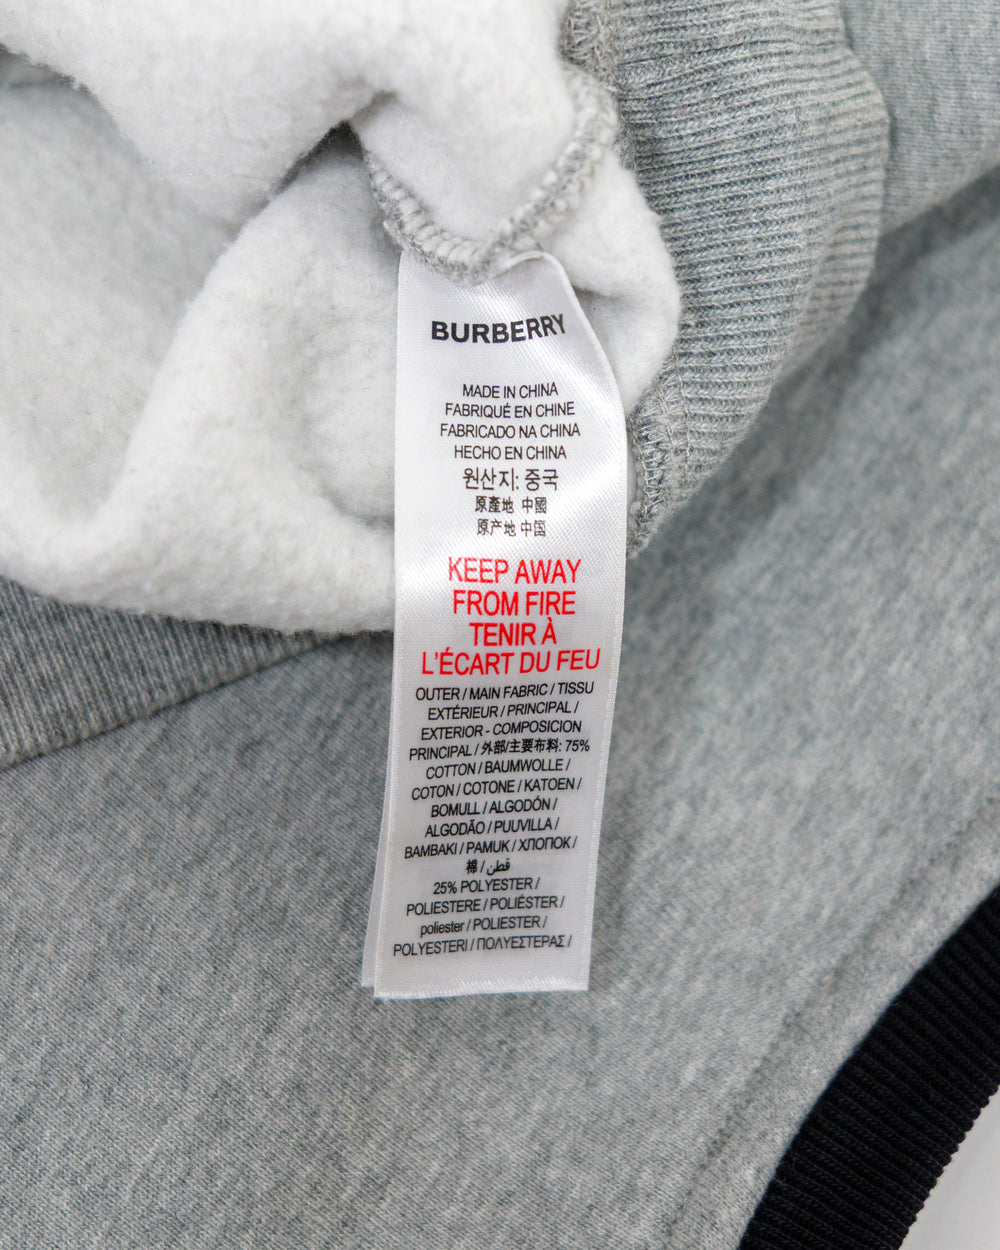 BURBERRY
MADE IN CHINA
FABRIQUÉ EN CHINE
FABRICADO NA CHINA
HECHO EN CHINA
원산지: 중국
原產地 中國
原产地 中国
KEEP AWAY
FROM FIRE
TENIR À
L'ÉCART DU FEU
OUTER / MAIN FABRIC / TISSU
EXTÉRIEUR / PRINCIPAL /
EXTERIOR - COMPOSICION
PRINCIPAL / 外部/主要布料: 75%
COTTON / BAUMWOLLE /
COTON / COTONE / KATOEN /
BOMULL / ALGODÓN /
ALGODÃO / PUUVILLA /
BAMBAKI / PAMUK / ХЛОПОК /
棉 / قطن
25% POLYESTER /
POLIESTERE / POLIÉSTER /
poliester / POLIESTER /
POLYESTERI / ΠΟΛΥΕΣΤΕΡΑΣ /